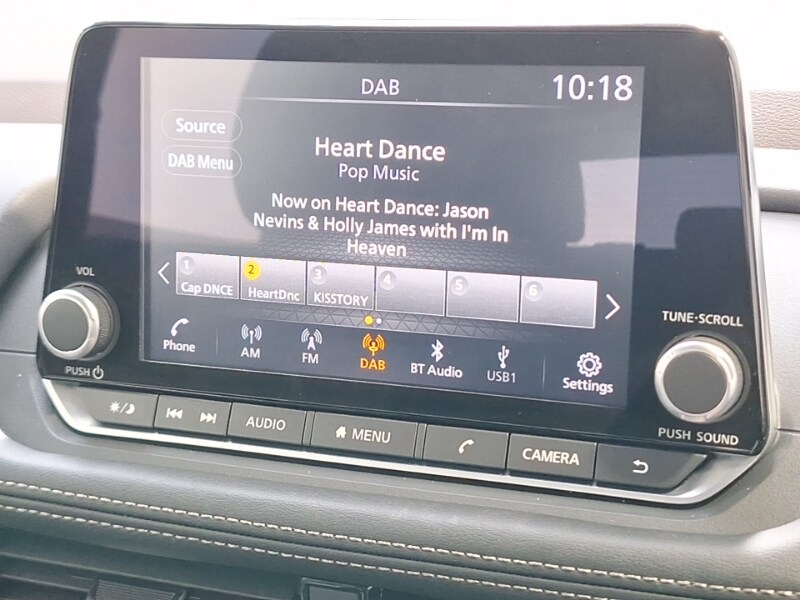 DAB
10:18
Source
DAB Menu
Heart Dance
Pop Music
Now on Heart Dance: Jason
Nevins & Holly James with I'm In
Heaven
1 Cap DNCE
2 HeartDnc
3 KISSTORY
4
5
6
Phone
AM
FM
DAB
BT Audio
USB1
Settings
VOL
PUSH
TUNE·SCROLL
PUSH SOUND
AUDIO
MENU
CAMERA